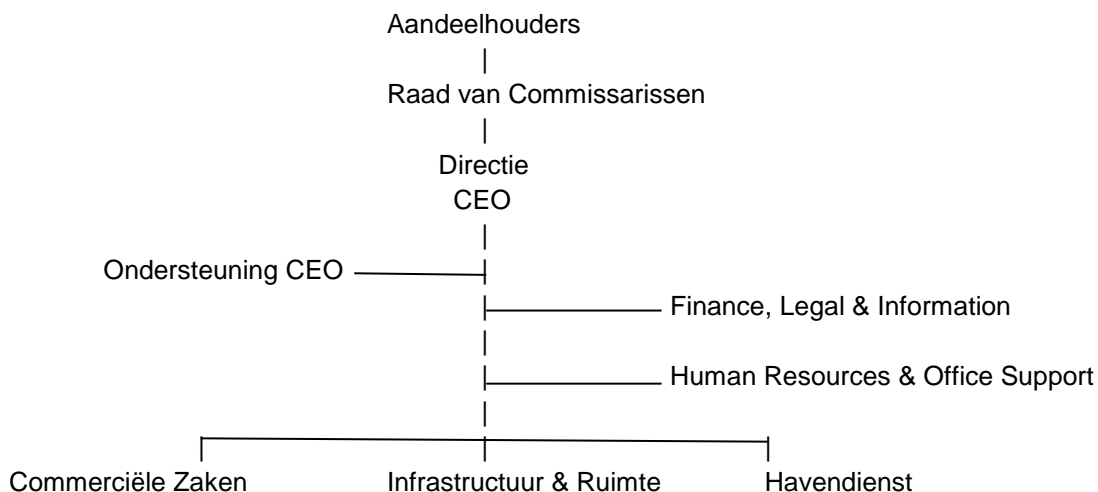 Aandeelhouders
Raad van Commissarissen
Directie
CEO
Ondersteuning CEO
Finance, Legal & Information
Human Resources & Office Support
Commerciële Zaken
Infrastructuur & Ruimte
Havendienst